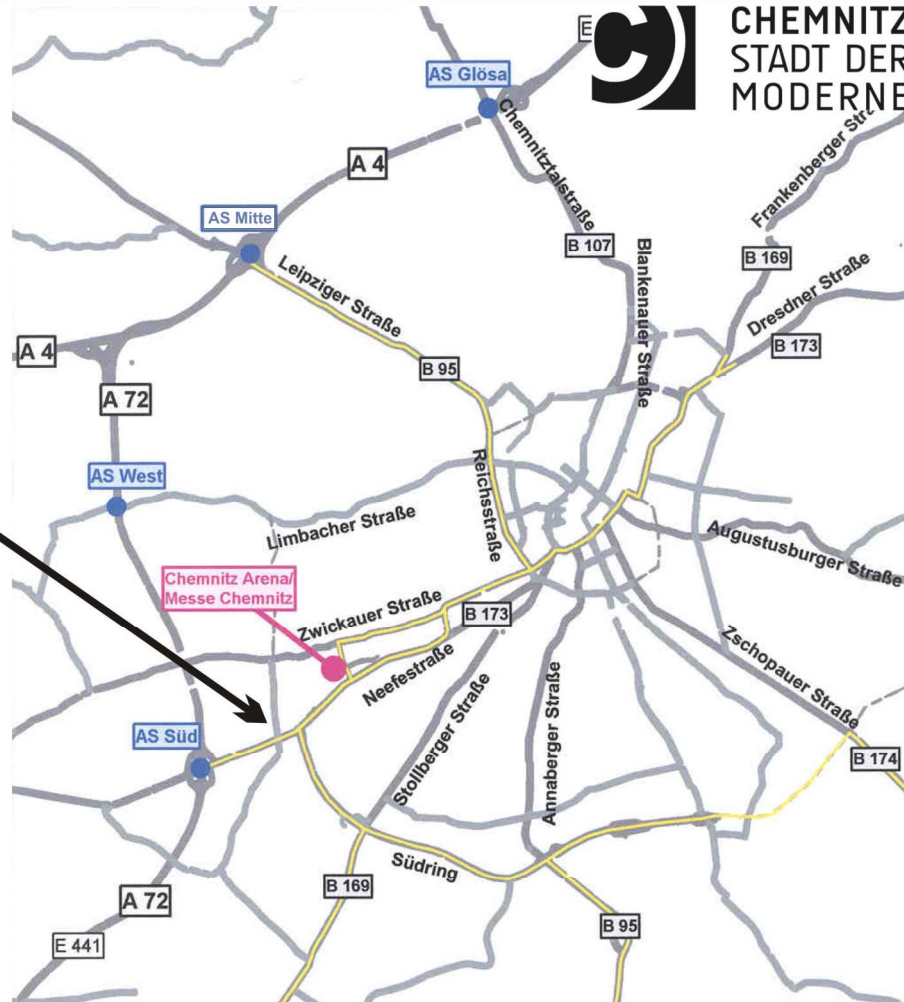 CHEMNITZ
STADT DER
MODERNE
E
AS Glösa
Chemnitztalstraße
A 4
Frankenberger Stra
AS Mitte
B 107
Blankenauer Straße
B 169
Leipziger Straße
Dresdner Straße
A 4
B 173
B 95
A 72
AS West
Reichsstraße
Limbacher Straße
Augustusburger Straße
Chemnitz Arena/
Messe Chemnitz
Zwickauer Straße
B 173
Neefestraße
Zschopauer Straße
Stollberger Straße
Annaberger Straße
AS Süd
B 174
Südring
B 169
A 72
B 95
E 441